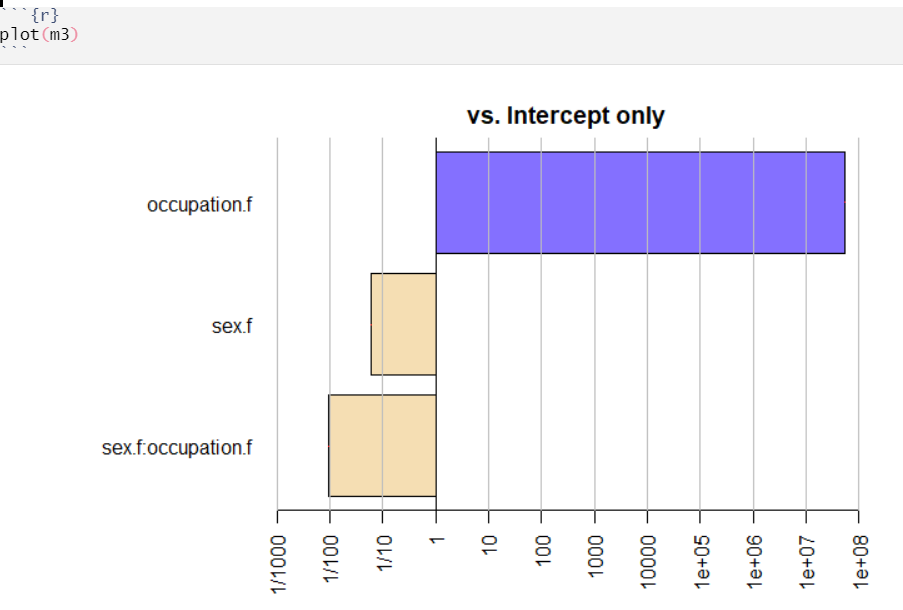 ```{r}
plot(m3)
```
vs. Intercept only
occupation.f
sex.f
sex.f:occupation.f
1/1000
1/100
1/10
1
10
100
1000
10000
1e+05
1e+06
1e+07
1e+08